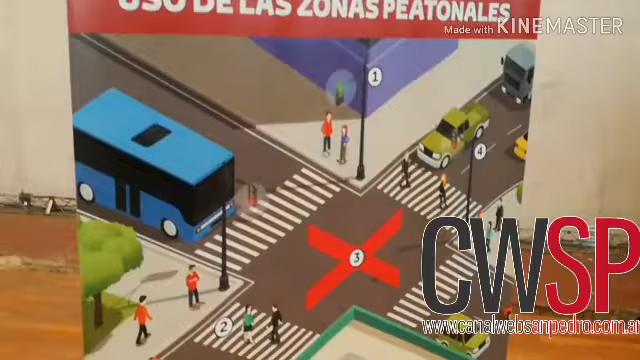 USO DE LAS ZONAS PEATONALES
Made with KINEMASTER
1
4
3
2
CWSP
www.canalwebsanpedro.com.ar